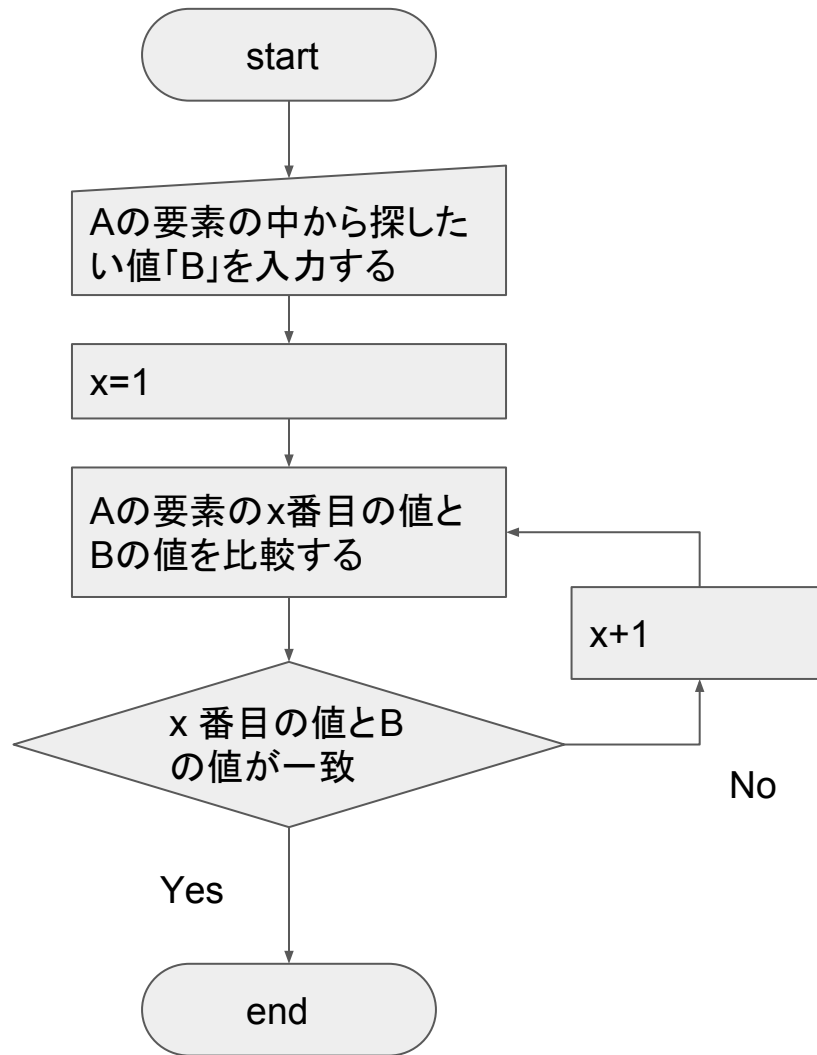 start
Aの要素の中から探した
い値「B」を入力する
x=1
Aの要素のx番目の値と
Bの値を比較する
x+1
x 番目の値とB
の値が一致
No
Yes
end